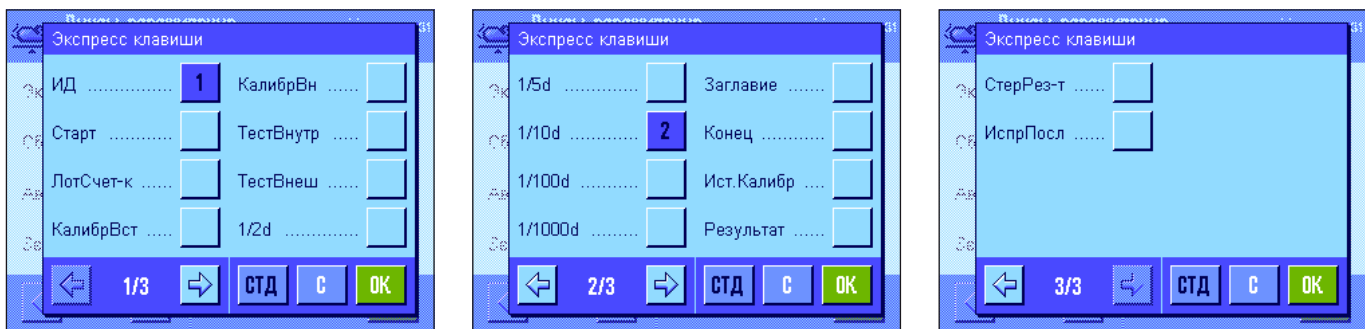 Экспресс клавиши
ИД .............. 1 КалибрВн ....
Старт ............ ТестВнутр .....
ЛотСчет-к ...... ТестВнеш ......
КалибрВст ..... 1/2d ..............
1/3 СТД C OK
Экспресс клавиши
1/5d .............. Заглавие .......
1/10d ............ 2 Конец ............
1/100d ........... Ист.Калибр ....
1/1000d ......... Результат .....
2/3 СТД C OK
Экспресс клавиши
СтерРез-т ......
ИспрПосл ......
3/3 СТД C OK